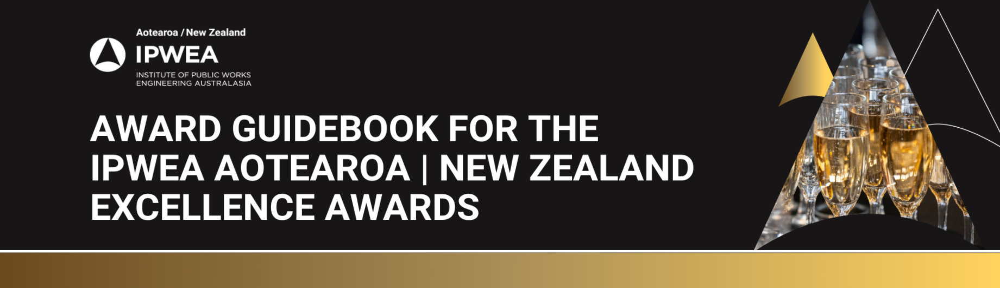 Aotearoa / New Zealand
IPWEA
INSTITUTE OF PUBLIC WORKS
ENGINEERING AUSTRALASIA
AWARD GUIDEBOOK FOR THE
IPWEA AOTEAROA | NEW ZEALAND
EXCELLENCE AWARDS